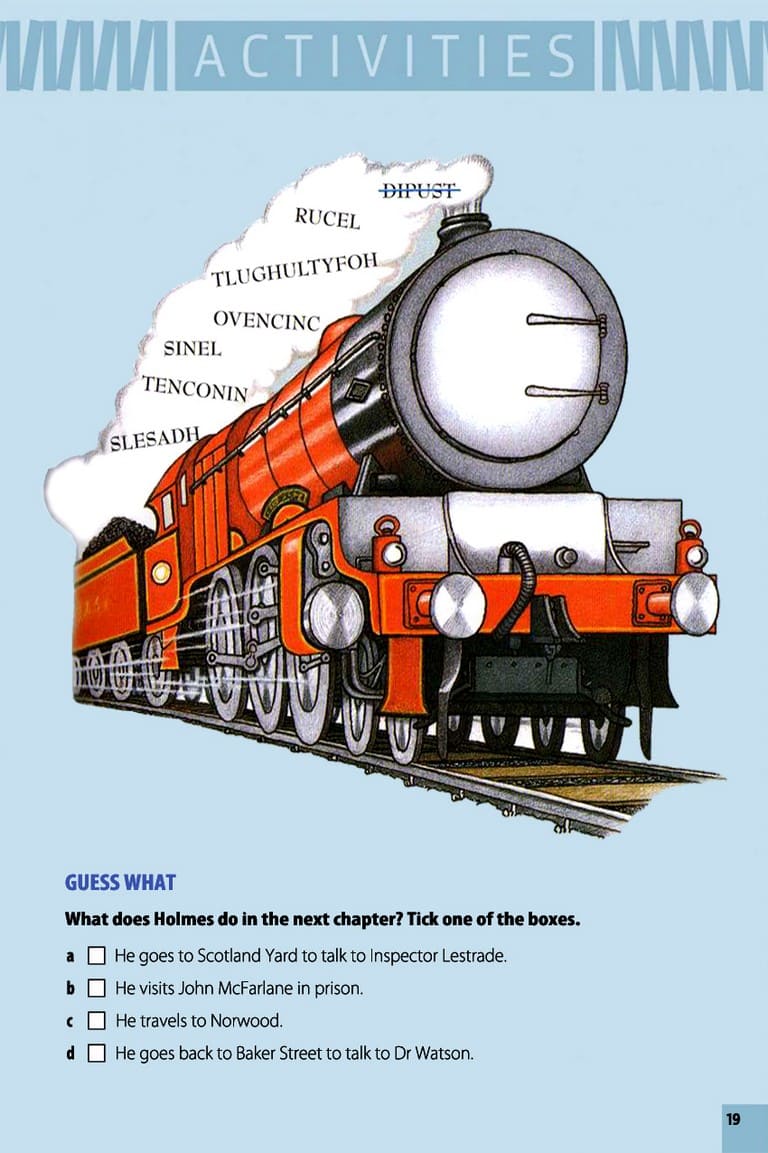 ACTIVITIES
DIPUST
RUCEL
TLUGHULTYFOH
OVENCINC
SINEL
TENCONIN
SLESADH
GUESS WHAT
What does Holmes do in the next chapter? Tick one of the boxes.
a He goes to Scotland Yard to talk to Inspector Lestrade.
b He visits John McFarlane in prison.
c He travels to Norwood.
d He goes back to Baker Street to talk to Dr Watson.
19